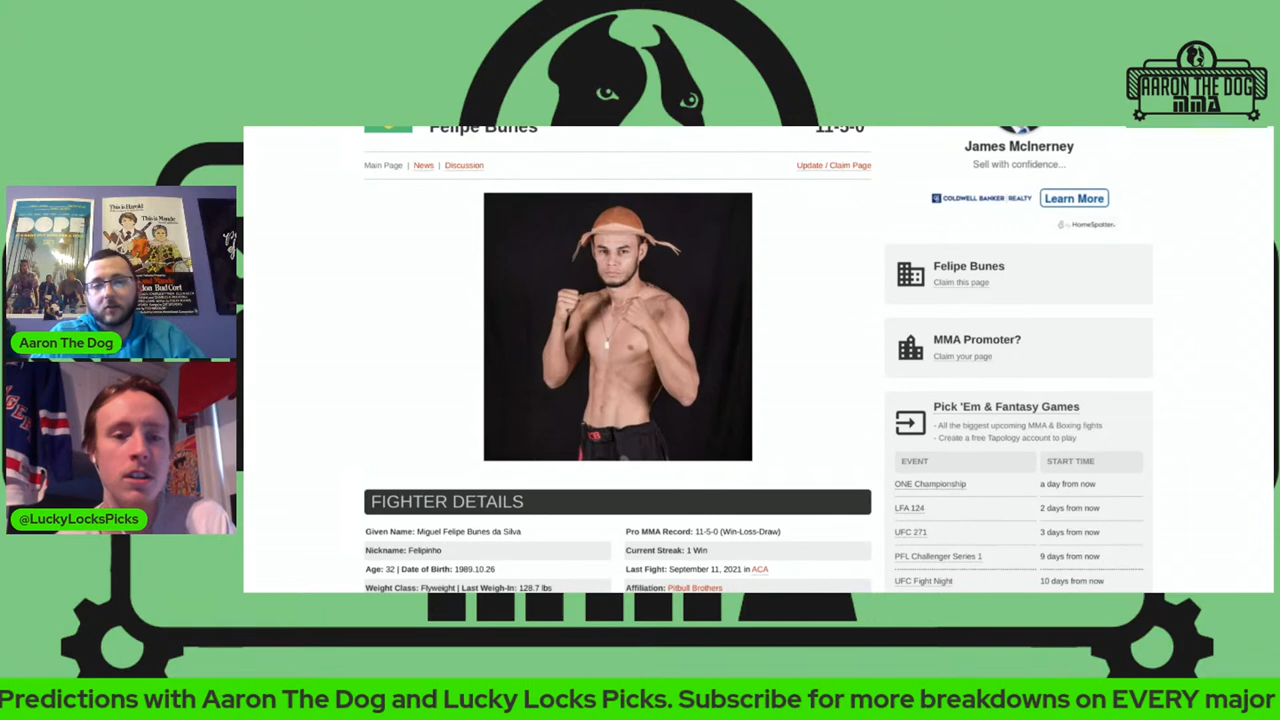 AARON THE DOG
MMA
Felipe Bunes
11-5-0
Main Page | News | Discussion
Update / Claim Page
James McInerney
Sell with confidence...
COLDWELL BANKER REALTY
Learn More
by HomeSpotter.
Felipe Bunes
Claim this page
MMA Promoter?
Claim your page
Pick 'Em & Fantasy Games
- All the biggest upcoming MMA & Boxing fights
- Create a free Tapology account to play
EVENT START TIME
ONE Championship a day from now
LFA 124 2 days from now
UFC 271 3 days from now
PFL Challenger Series 1 9 days from now
UFC Fight Night 10 days from now
FIGHTER DETAILS
Given Name: Miguel Felipe Bunes da Silva
Pro MMA Record: 11-5-0 (Win-Loss-Draw)
Nickname: Felipinho
Current Streak: 1 Win
Age: 32 | Date of Birth: 1989.10.26
Last Fight: September 11, 2021 in ACA
Weight Class: Flyweight | Last Weigh-In: 128.7 lbs
Affiliation: Pitbull Brothers
DOPE
This is Harold
This is Maude
Aaron The Dog
@LuckyLocksPicks
Predictions with Aaron The Dog and Lucky Locks Picks. Subscribe for more breakdowns on EVERY major